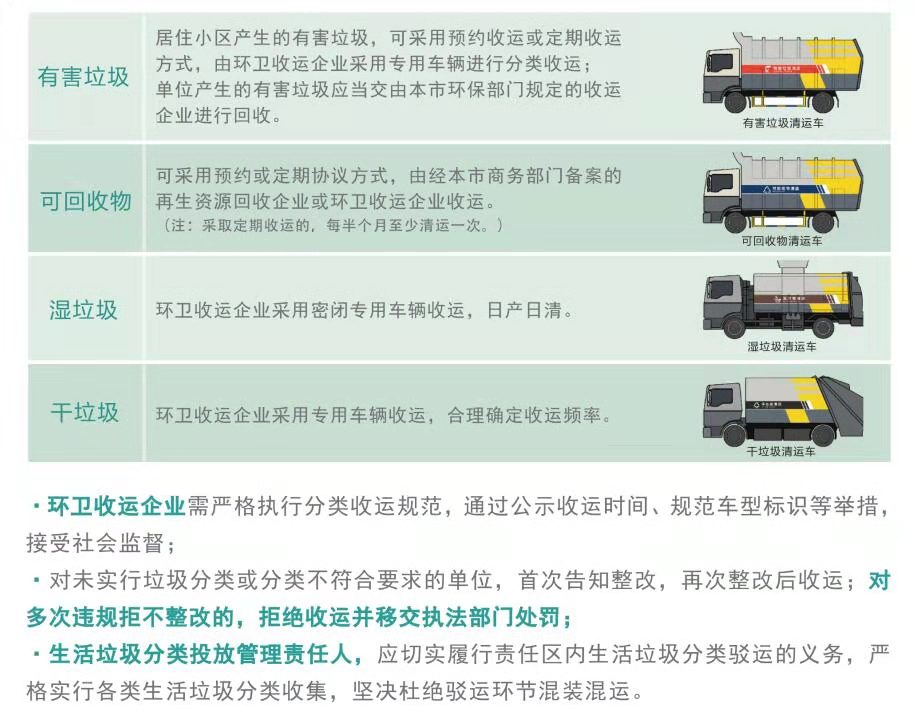 有害垃圾
居住小区产生的有害垃圾，可采用预约收运或定期收运
方式，由环卫收运企业采用专用车辆进行分类收运；
单位产生的有害垃圾应当交由本市环保部门规定的收运
企业进行回收。
有害垃圾清运车
可回收物
可采用预约或定期协议方式，由经本市商务部门备案的
再生资源回收企业或环卫收运企业收运。
（注：采取定期收运的，每半个月至少清运一次。）
可回收物清运车
湿垃圾
环卫收运企业采用密闭专用车辆收运，日产日清。
湿垃圾清运车
干垃圾
环卫收运企业采用专用车辆收运，合理确定收运频率。
干垃圾清运车
·环卫收运企业需严格执行分类收运规范，通过公示收运时间、规范车型标识等举措，
接受社会监督；
·对未实行垃圾分类或分类不符合要求的单位，首次告知整改，再次整改后收运；对
多次违规拒不整改的，拒绝收运并移交执法部门处罚；
·生活垃圾分类投放管理责任人，应切实履行责任区内生活垃圾分类驳运的义务，严
格实行各类生活垃圾分类收集，坚决杜绝驳运环节混装混运。